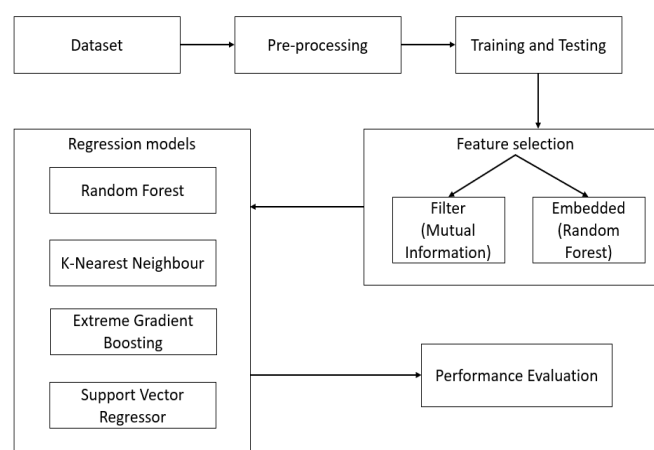 Dataset
Pre-processing
Training and Testing
Feature selection
Filter
(Mutual
Information)
Embedded
(Random
Forest)
Regression models
Random Forest
K-Nearest Neighbour
Extreme Gradient
Boosting
Support Vector
Regressor
Performance Evaluation